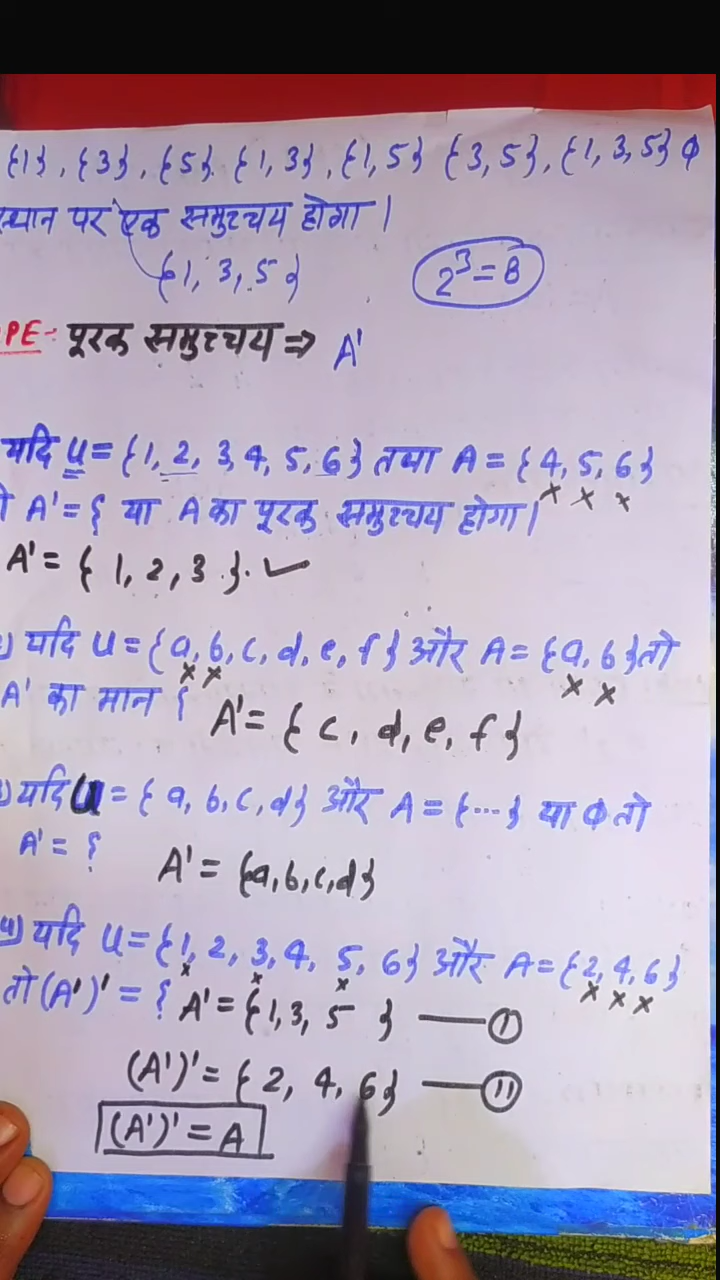 {1}, {3}, {5}, {1, 3}, {1, 5} {3, 5}, {1, 3, 5} ϕ
स्थान पर एक समुच्चय होगा।
{1, 3, 5}
2³ = 8
PE:- पूरक समुच्चय ⇒ A'
यदि U = {1, 2, 3, 4, 5, 6} तथा A = {4, 5, 6}
A' = { या A का पूरक समुच्चय होगा।
A' = { 1, 2, 3 }. ✓
यदि U = {a, b, c, d, e, f} और A = {a, b} तो
A' का मान { A' = { c, d, e, f }
यदि U = { a, b, c, d } और A = {...} या ϕ तो
A' = { A' = {a, b, c, d}
यदि U = {1, 2, 3, 4, 5, 6} और A = {2, 4, 6}
तो (A')' = { A' = {1, 3, 5 } —— (I)
(A')' = { 2, 4, 6} —— (II)
(A')' = A